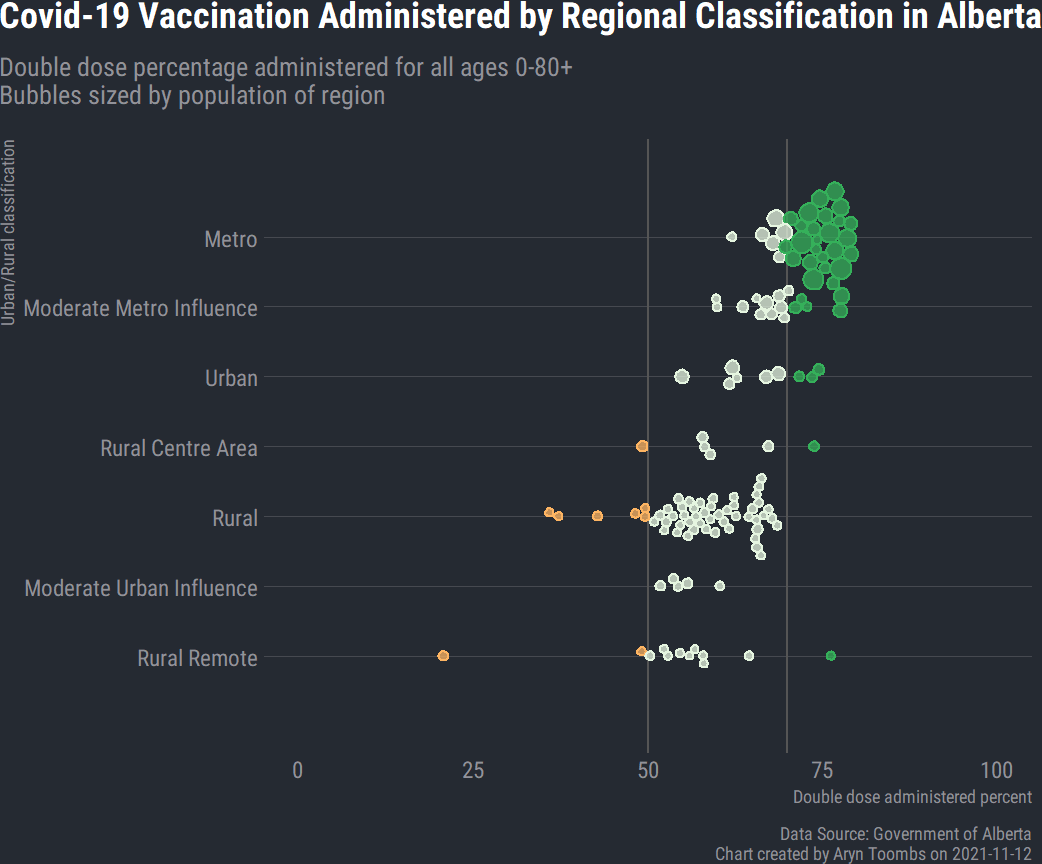 Covid-19 Vaccination Administered by Regional Classification in Alberta
Double dose percentage administered for all ages 0-80+
Bubbles sized by population of region
Urban/Rural classification
Metro
Moderate Metro Influence
Urban
Rural Centre Area
Rural
Moderate Urban Influence
Rural Remote
0 25 50 75 100
Double dose administered percent
Data Source: Government of Alberta
Chart created by Aryn Toombs on 2021-11-12